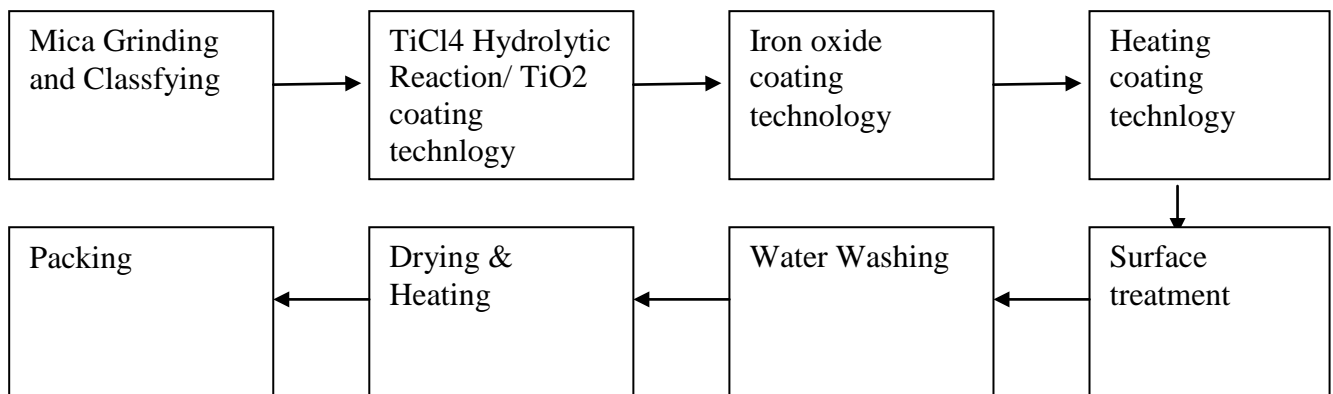 Mica Grinding
and Classfying
TiCl4 Hydrolytic
Reaction/ TiO2
coating
technlogy
Iron oxide
coating
technology
Heating
coating
technlogy
Packing
Drying &
Heating
Water Washing
Surface
treatment